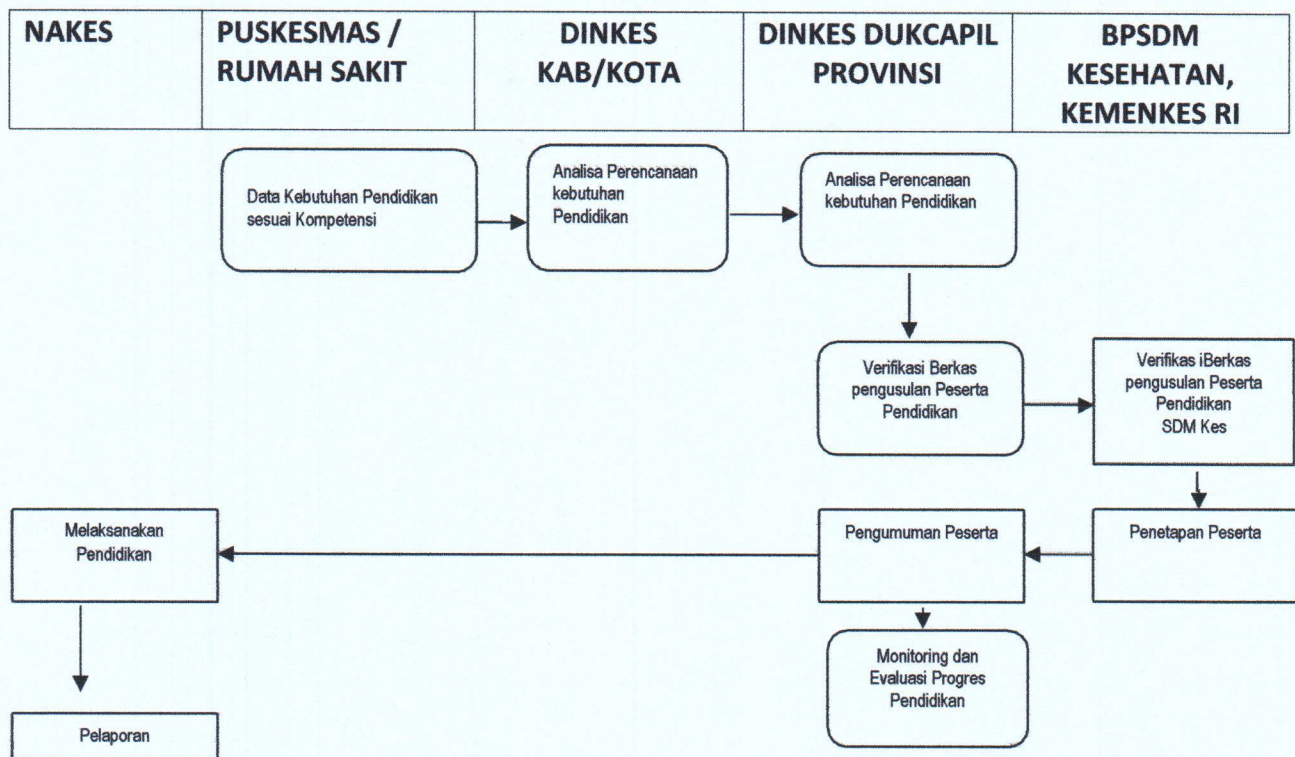 NAKES
PUSKESMAS /
RUMAH SAKIT
DINKES
KAB/KOTA
DINKES DUKCAPIL
PROVINSI
BPSDM
KESEHATAN,
KEMENKES RI
Data Kebutuhan Pendidikan
sesuai Kompetensi
Analisa Perencanaan
kebutuhan
Pendidikan
Analisa Perencanaan
kebutuhan Pendidikan
Verifikasi Berkas
pengusulan Peserta
Pendidikan
Verifikas iBerkas
pengusulan Peserta
Pendidikan
SDM Kes
Melaksanakan
Pendidikan
Pengumuman Peserta
Penetapan Peserta
Monitoring dan
Evaluasi Progres
Pendidikan
Pelaporan